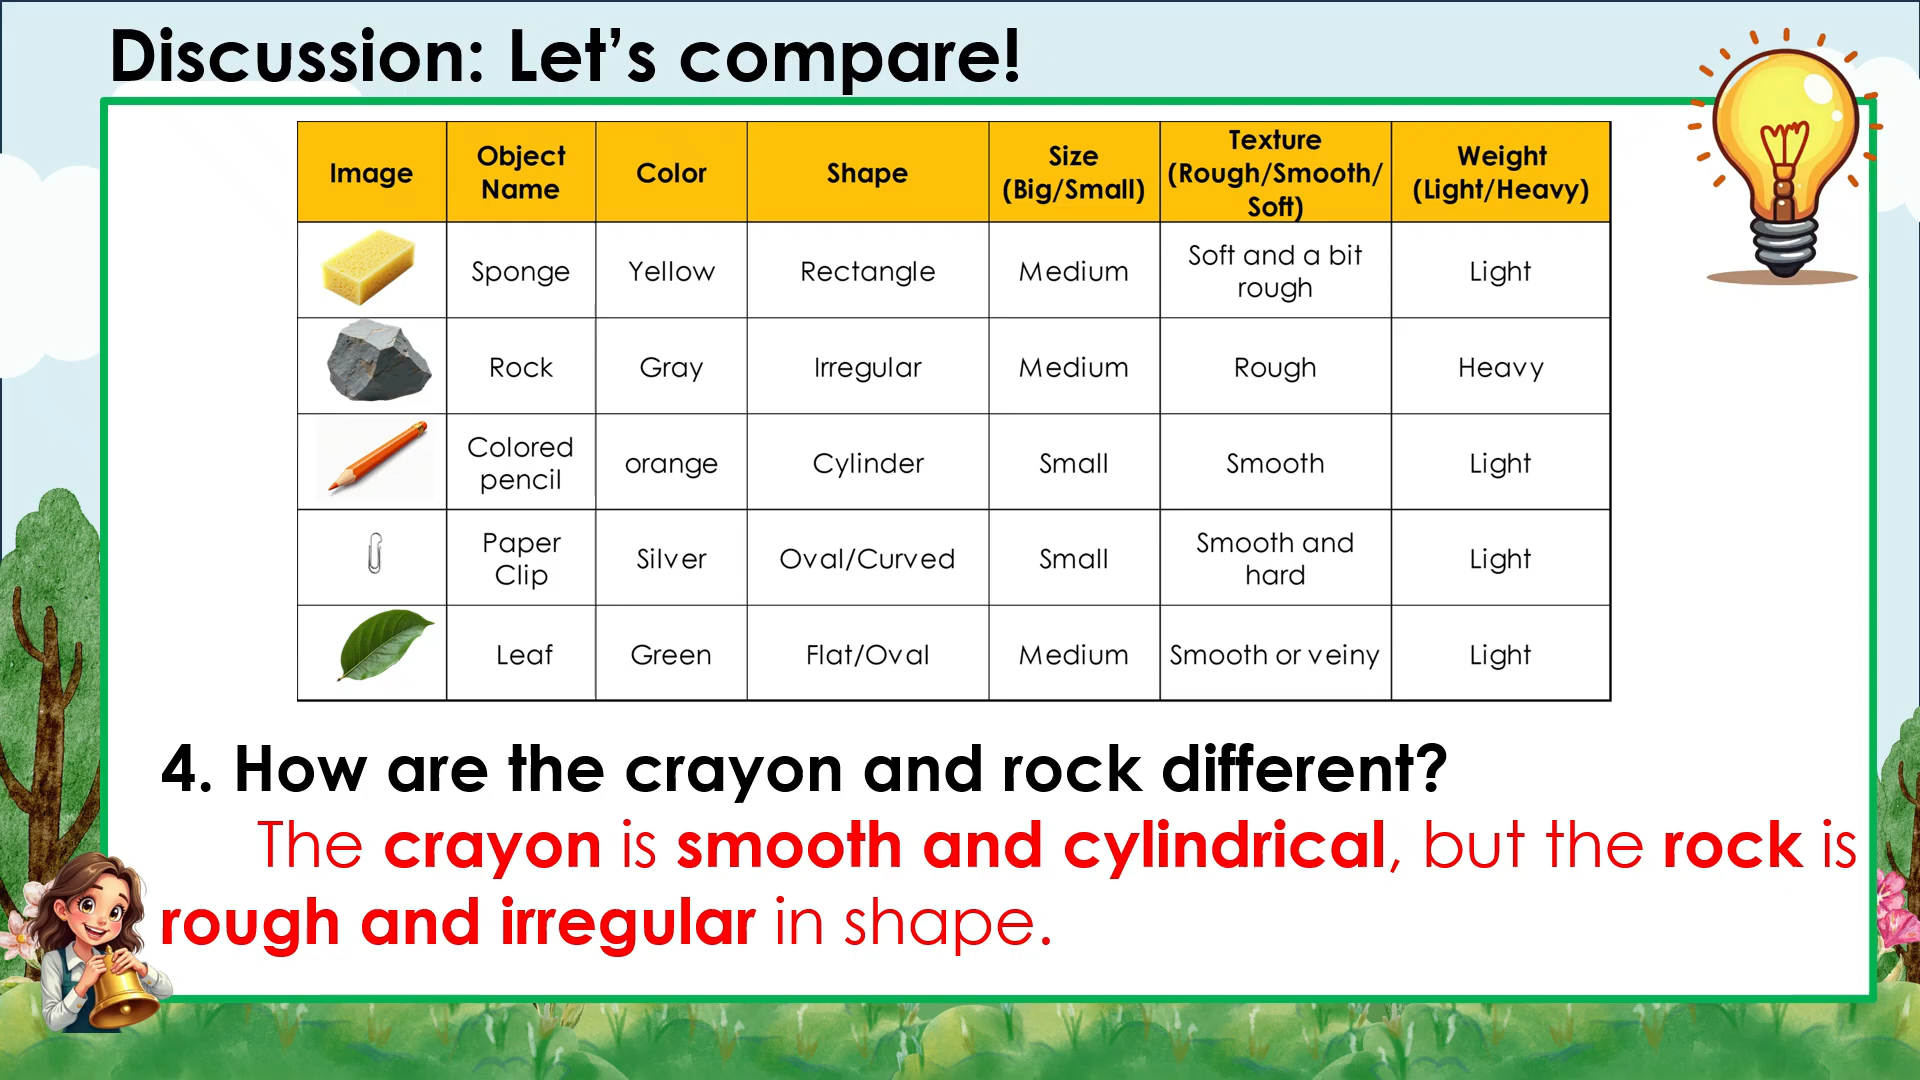 Discussion: Let’s compare!
Image
Object
Name
Color
Shape
Size
(Big/Small)
Texture
(Rough/Smooth/
Soft)
Weight
(Light/Heavy)
Sponge
Yellow
Rectangle
Medium
Soft and a bit
rough
Light
Rock
Gray
Irregular
Medium
Rough
Heavy
Colored
pencil
orange
Cylinder
Small
Smooth
Light
Paper
Clip
Silver
Oval/Curved
Small
Smooth and
hard
Light
Leaf
Green
Flat/Oval
Medium
Smooth or veiny
Light
4. How are the crayon and rock different?
The crayon is smooth and cylindrical, but the rock is
rough and irregular in shape.